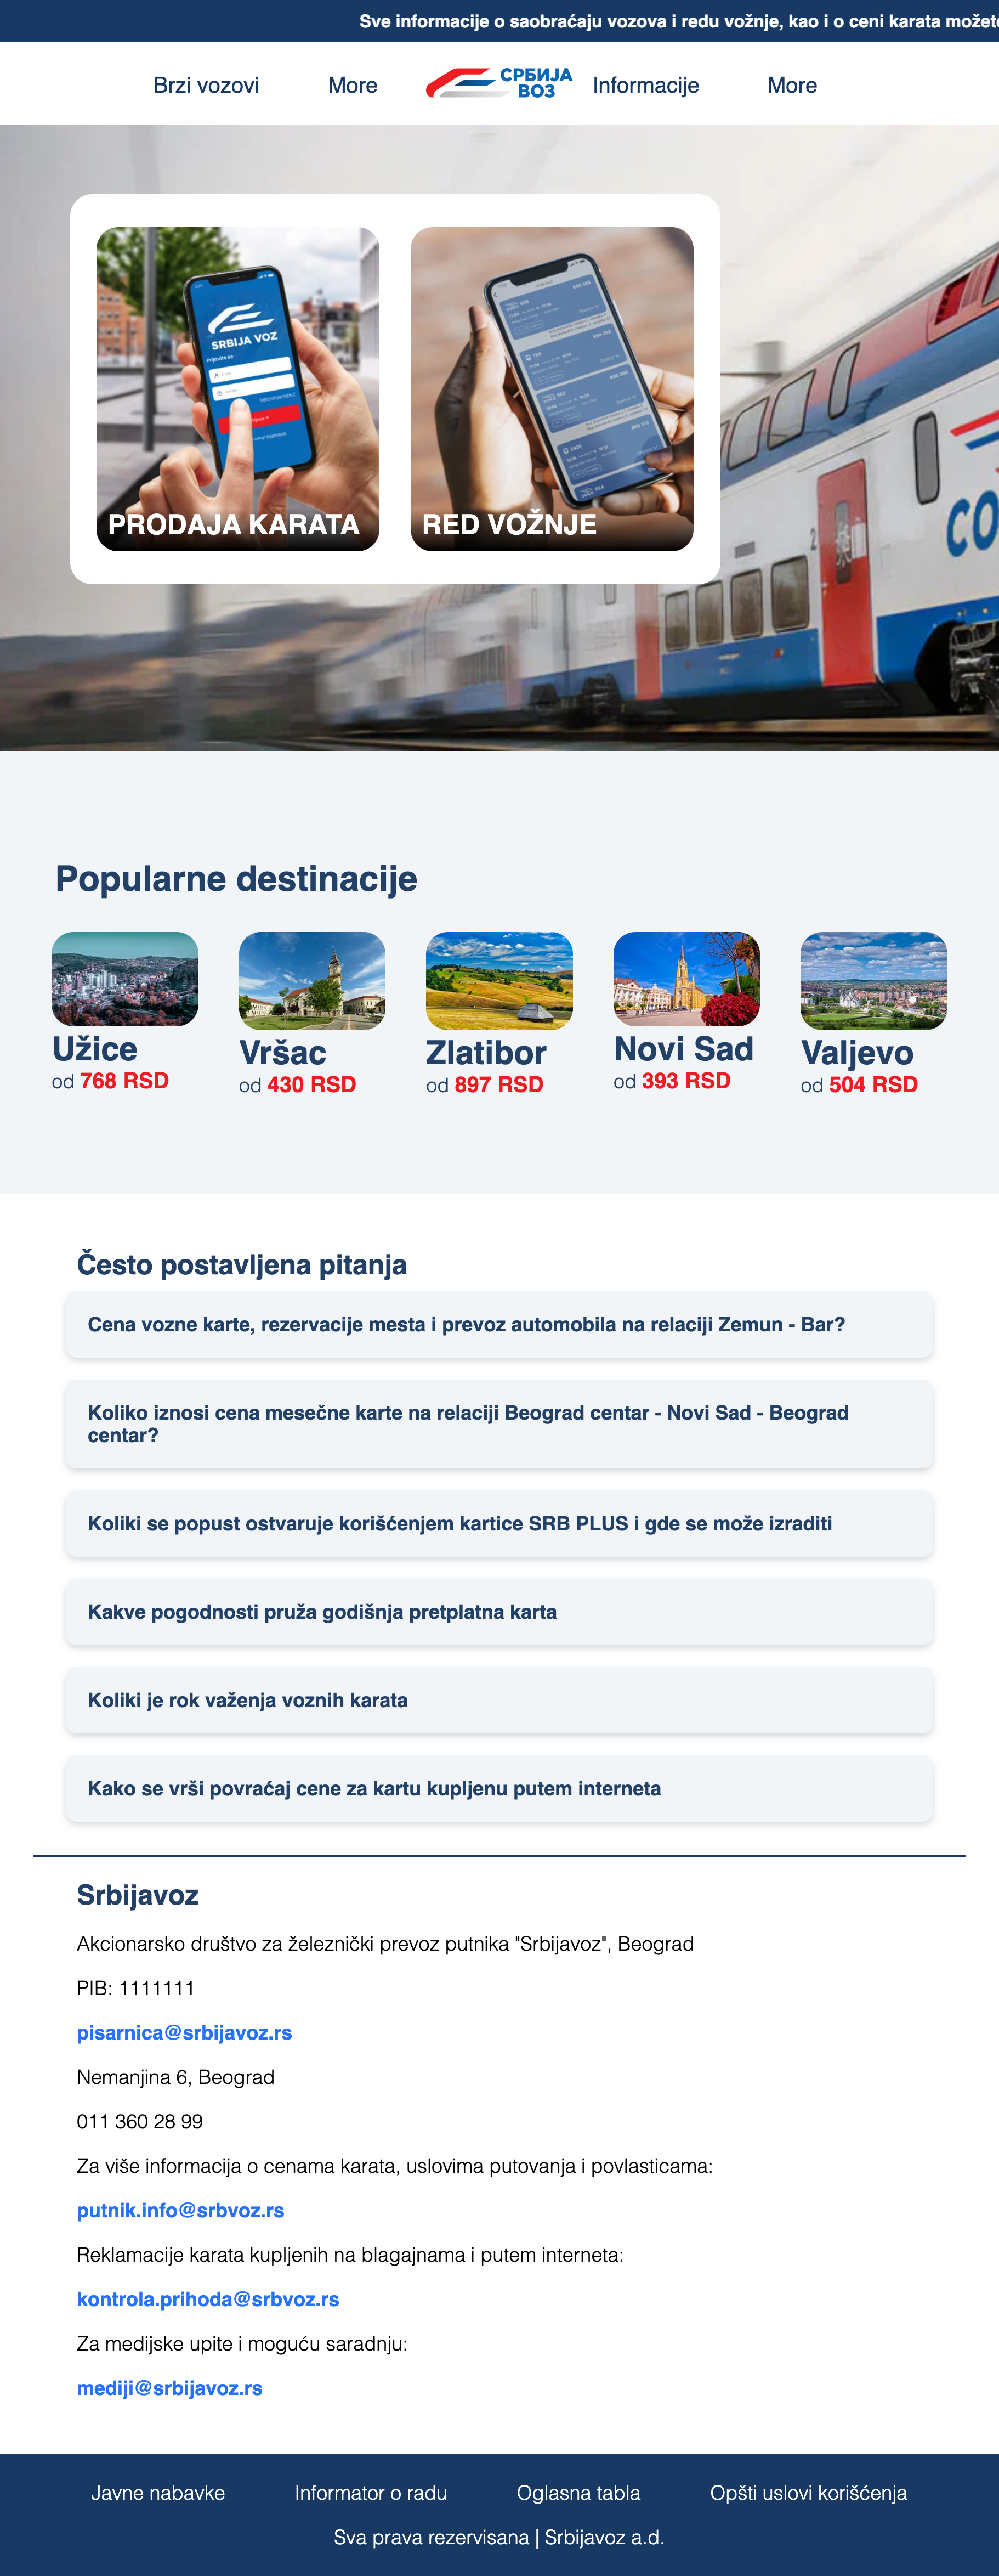 Sve informacije o saobraćaju vozova i redu vožnje, kao i o ceni karata
Brzi vozovi
More
СРБИЈА
ВОЗ
Informacije
More
SRBIJA VOZ
Prijavite se
PRODAJA KARATA
RED VOŽNJE
CO
Popularne destinacije
Užice
od 768 RSD
Vršac
od 430 RSD
Zlatibor
od 897 RSD
Novi Sad
od 393 RSD
Valjevo
od 504 RSD
Često postavljena pitanja
Cena vozne karte, rezervacije mesta i prevoz automobila na relaciji Zemun - Bar?
Koliko iznosi cena mesečne karte na relaciji Beograd centar - Novi Sad - Beograd
centar?
Koliki se popust ostvaruje korišćenjem kartice SRB PLUS i gde se može izraditi
Kakve pogodnosti pruža godišnja pretplatna karta
Koliki je rok važenja voznih karata
Kako se vrši povraćaj cene za kartu kupljenu putem interneta
Srbijavoz
Akcionarsko društvo za železnički prevoz putnika "Srbijavoz", Beograd
PIB: 1111111
pisarnica@srbijavoz.rs
Nemanjina 6, Beograd
011 360 28 99
Za više informacija o cenama karata, uslovima putovanja i povlasticama:
putnik.info@srbvoz.rs
Reklamacije karata kupljenih na blagajnama i putem interneta:
kontrola.prihoda@srbvoz.rs
Za medijske upite i moguću saradnju:
mediji@srbijavoz.rs
Javne nabavke
Informator o radu
Oglasna tabla
Opšti uslovi korišćenja
Sva prava rezervisana | Srbijavoz a.d.